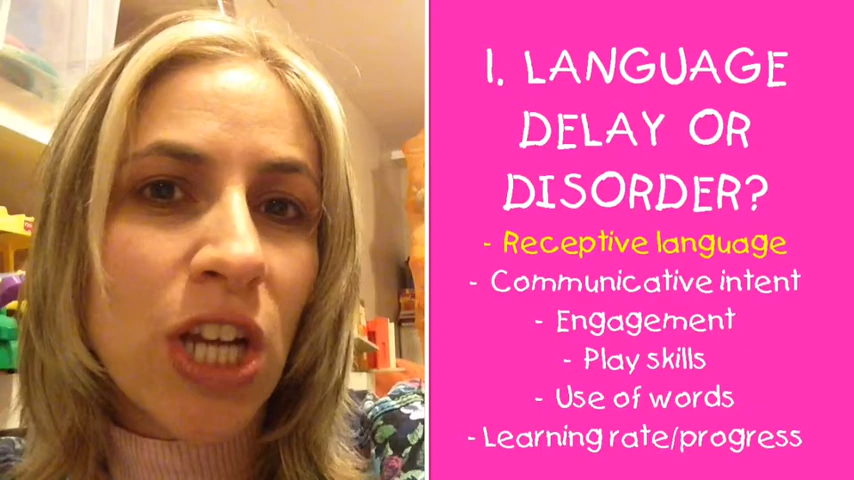 1. LANGUAGE
DELAY OR
DISORDER?
- Receptive language
- Communicative intent
- Engagement
- Play skills
- Use of words
- Learning rate/progress